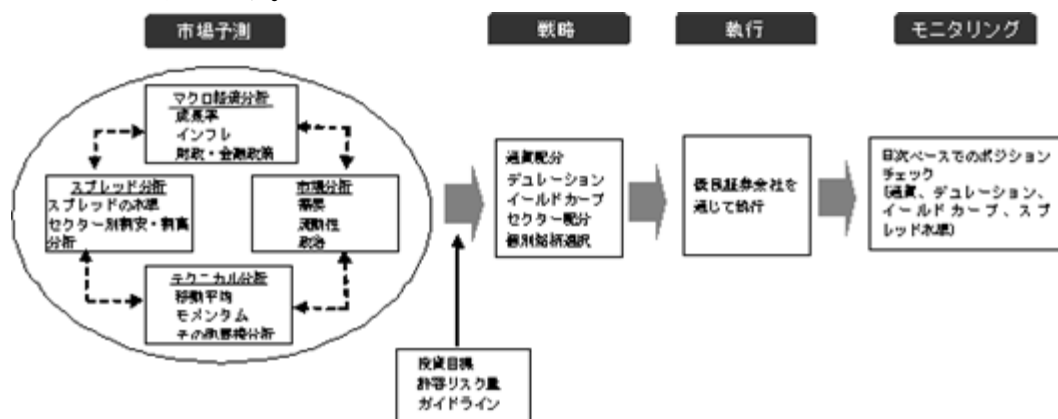 市場予測
戦略
執行
モニタリング
マクロ経済分析
成長率
インフレ
財政・金融政策
スプレッド分析
スプレッドの水準
セクター別割安・割高
分析
市場分析
需要
流動性
政治
テクニカル分析
移動平均
モメンタム
その他罫線分析
通貨配分
デュレーション
イールドカーブ
セクター配分
個別銘柄選択
投資目標
許容リスク量
ガイドライン
優良証券会社を
通じて執行
日次ベースでのポジション
チェック
(通貨、デュレーション、
イールドカーブ、スプ
レッド水準)